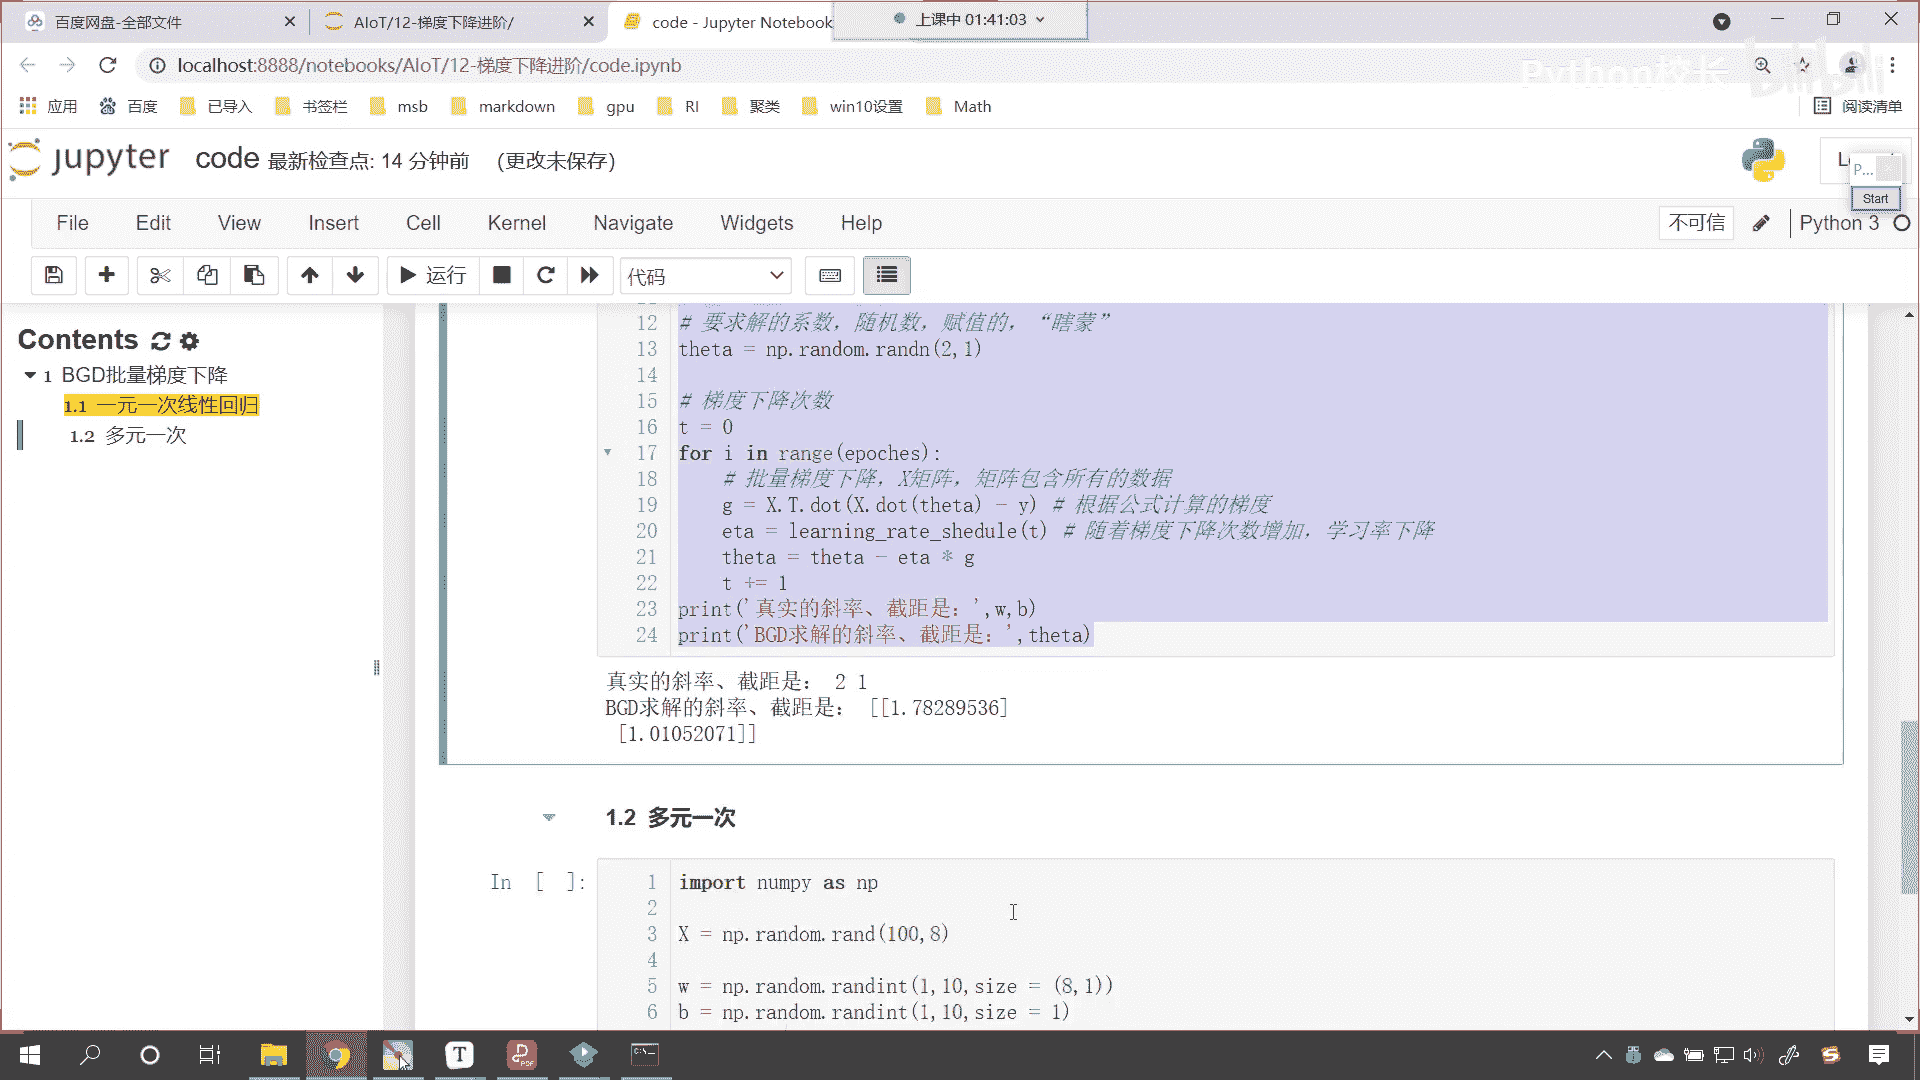 百度网盘-全部文件
AIoT/12-梯度下降进阶/
code - Jupyter Notebook
上课中 01:41:03
localhost:8888/notebooks/AIoT/12-梯度下降进阶/code.ipynb
Python校长
bilibili
应用 百度 已导入 书签栏 msb markdown gpu RI 聚类 win10设置 Math 阅读清单
jupyter code 最新检查点: 14 分钟前 (更改未保存)
P...
Start
File Edit View Insert Cell Kernel Navigate Widgets Help 不可信 Python 3
运行 代码
Contents
1 BGD批量梯度下降
1.1 一元一次线性回归
1.2 多元一次
12 # 要求解的系数，随机数，赋值的，“瞎蒙”
13 theta = np.random.randn(2,1)
14
15 # 梯度下降次数
16 t = 0
17 for i in range(epoches):
18 # 批量梯度下降，X矩阵，矩阵包含所有的数据
19 g = X.T.dot(X.dot(theta) - y) # 根据公式计算的梯度
20 eta = learning_rate_shedule(t) # 随着梯度下降次数增加，学习率下降
21 theta = theta - eta * g
22 t += 1
23 print('真实的斜率、截距是：',w,b)
24 print('BGD求解的斜率、截距是：',theta)
真实的斜率、截距是： 2 1
BGD求解的斜率、截距是： [[1.78289536]
[1.01052071]]
1.2 多元一次
In [ ]:
1 import numpy as np
2
3 X = np.random.rand(100,8)
4
5 w = np.random.randint(1,10,size = (8,1))
6 b = np.random.randint(1,10,size = 1)